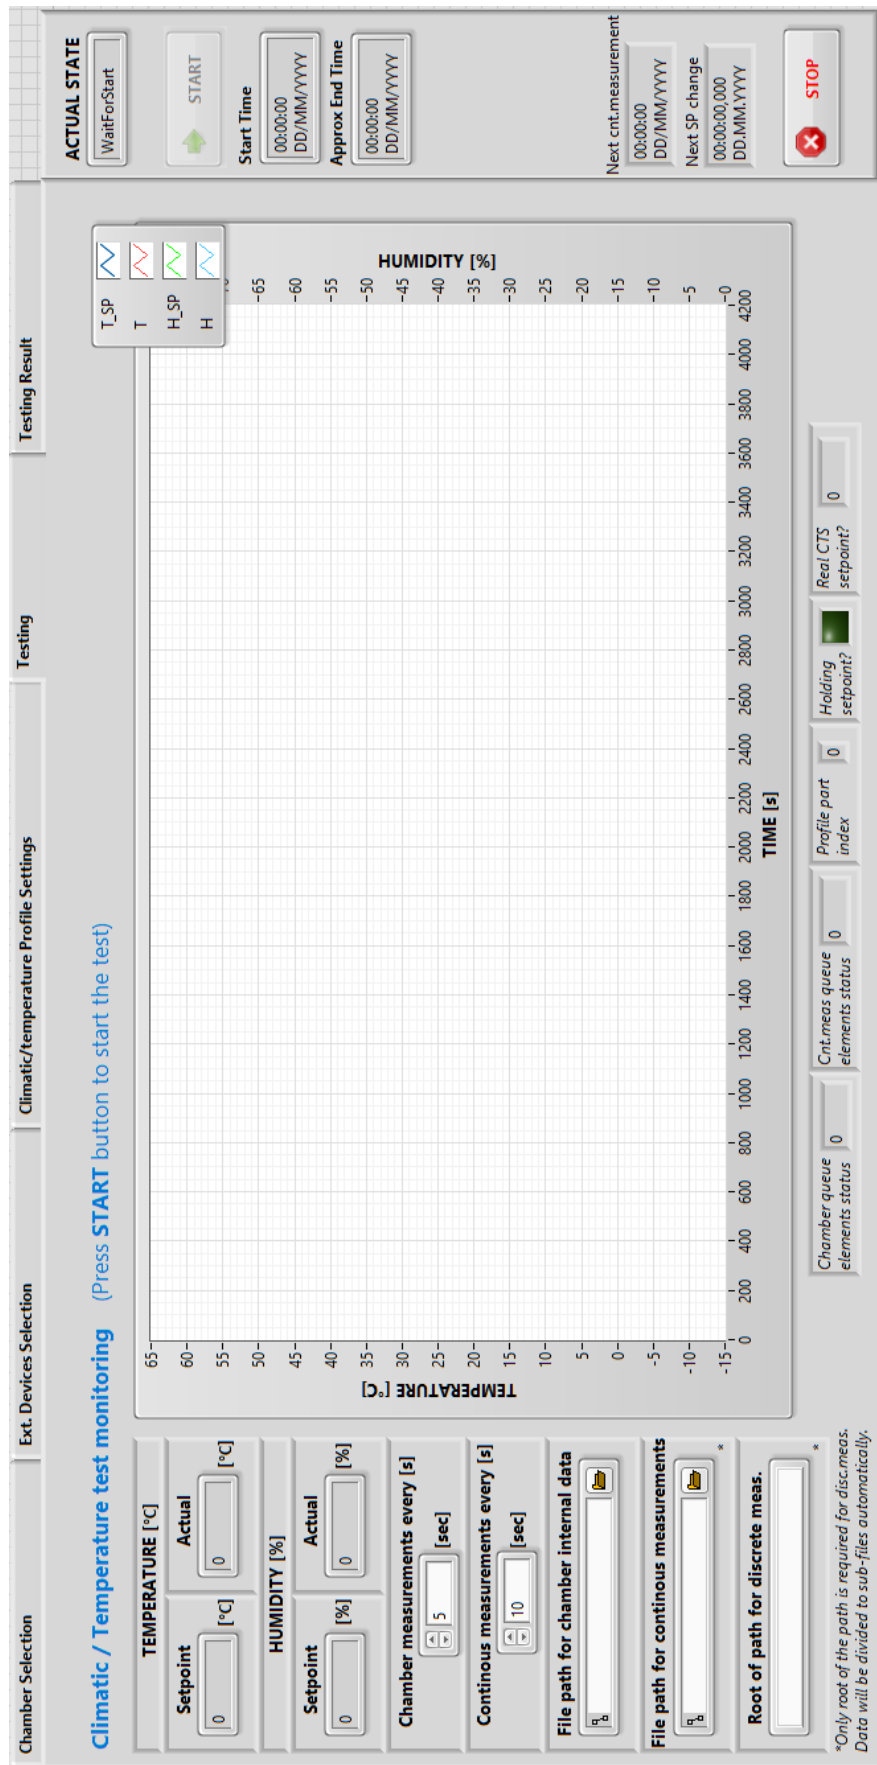 Chamber Selection
Ext. Devices Selection
Climatic/temperature Profile Settings
Testing
Testing Result
Climatic / Temperature test monitoring (Press START button to start the test)
TEMPERATURE [°C]
Setpoint
Actual
0
[°C]
0
[°C]
HUMIDITY [%]
Setpoint
Actual
0
[%]
0
[%]
Chamber measurements every [s]
5
[sec]
Continous measurements every [s]
10
[sec]
File path for chamber internal data
File path for continous measurements
*
Root of path for discrete meas.
*
*Only root of the path is required for disc.meas.
Data will be divided to sub-files automatically.
T_SP
T
H_SP
H
TEMPERATURE [°C]
65
60
55
50
45
40
35
30
25
20
15
10
5
0
-5
-10
-15
HUMIDITY [%]
65
60
55
50
45
40
35
30
25
20
15
10
5
0
0
200
400
600
800
1000
1200
1400
1600
1800
2000
2200
2400
2600
2800
3000
3200
3400
3600
3800
4000
4200
TIME [s]
Chamber queue
elements status
0
Cnt.meas queue
elements status
0
Profile part
index
0
Holding
setpoint?
Real CTS
setpoint?
0
ACTUAL STATE
WaitForStart
START
Start Time
00:00:00
DD/MM/YYYY
Approx End Time
00:00:00
DD/MM/YYYY
Next cnt.measurement
00:00:00
DD/MM/YYYY
Next SP change
00:00:00,000
DD.MM.YYYY
STOP